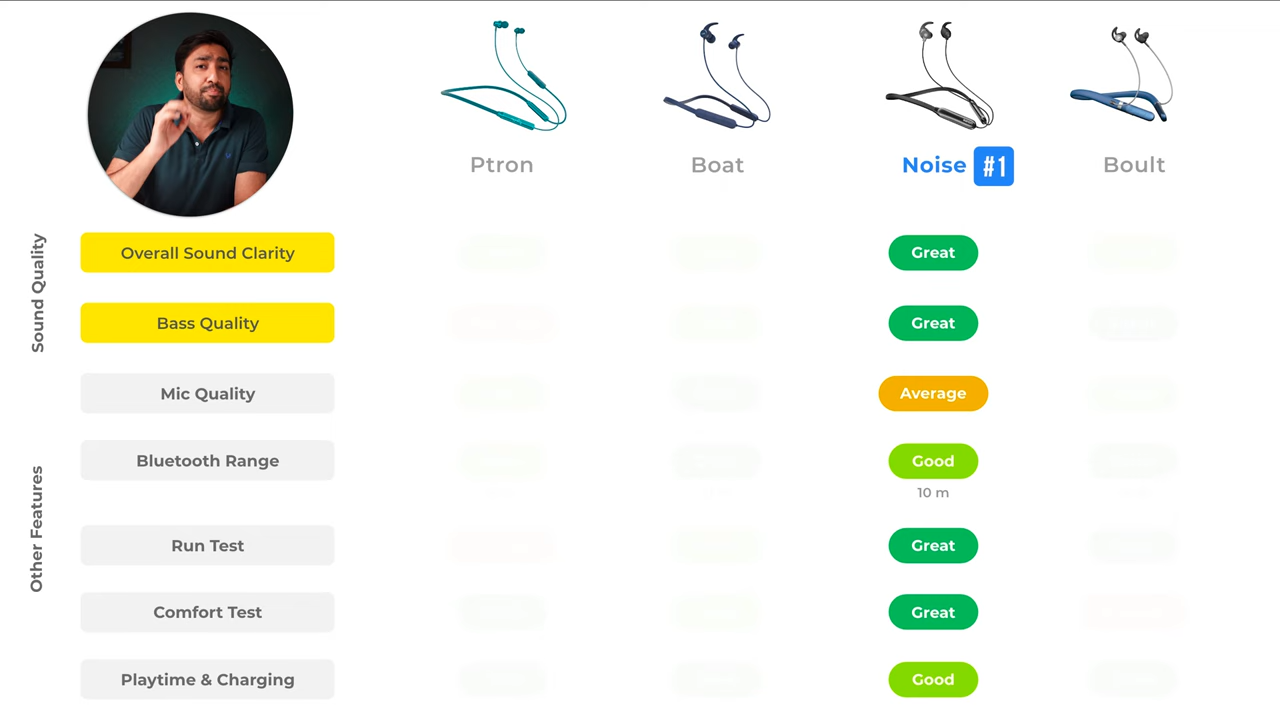 Ptron
Boat
Noise #1
Boult
Sound Quality
Overall Sound Clarity
Great
Bass Quality
Great
Mic Quality
Average
Other Features
Bluetooth Range
Good
10 m
Run Test
Great
Comfort Test
Great
Playtime & Charging
Good